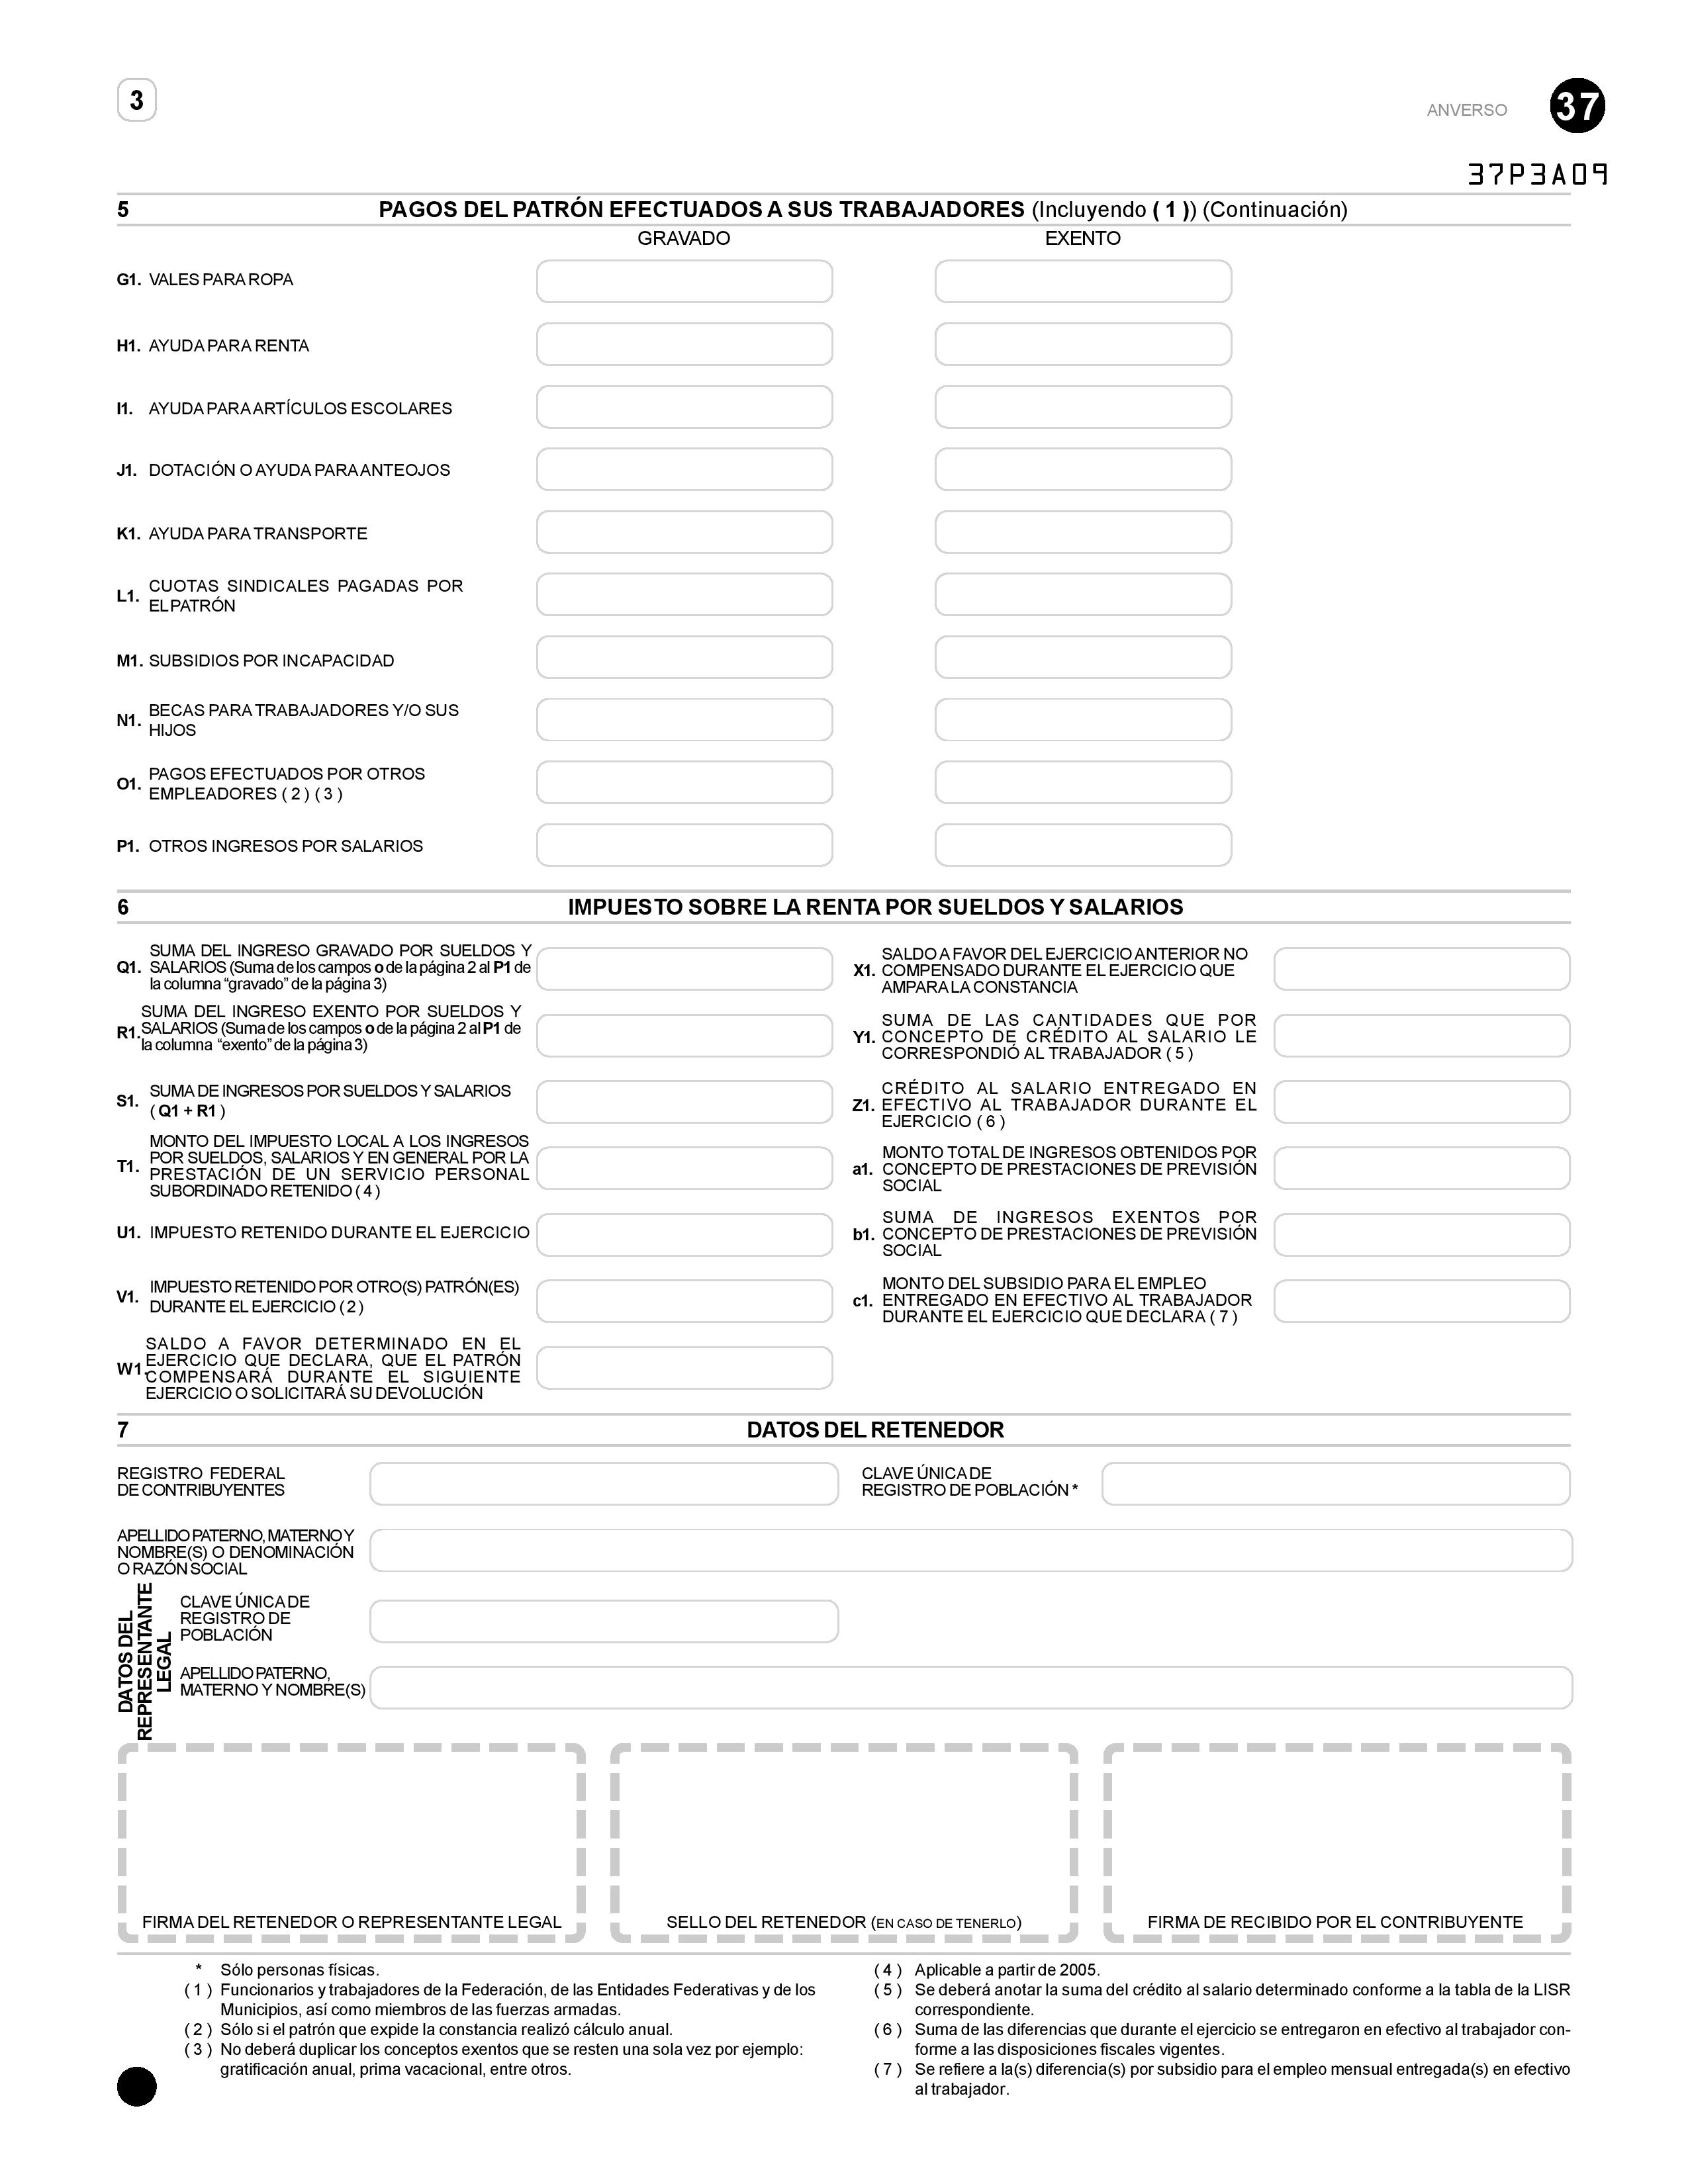 3
ANVERSO 37
37P3A09
5 PAGOS DEL PATRÓN EFECTUADOS A SUS TRABAJADORES (Incluyendo ( 1 )) (Continuación)
GRAVADO EXENTO
G1. VALES PARA ROPA
H1. AYUDA PARA RENTA
I1. AYUDA PARA ARTÍCULOS ESCOLARES
J1. DOTACIÓN O AYUDA PARA ANTEOJOS
K1. AYUDA PARA TRANSPORTE
L1. CUOTAS SINDICALES PAGADAS POR
EL PATRÓN
M1. SUBSIDIOS POR INCAPACIDAD
N1. BECAS PARA TRABAJADORES Y/O SUS
HIJOS
O1. PAGOS EFECTUADOS POR OTROS
EMPLEADORES ( 2 ) ( 3 )
P1. OTROS INGRESOS POR SALARIOS
6 IMPUESTO SOBRE LA RENTA POR SUELDOS Y SALARIOS
SUMA DEL INGRESO GRAVADO POR SUELDOS Y
Q1. SALARIOS (Suma de los campos o de la página 2 al P1 de
la columna “gravado” de la página 3)
SUMA DEL INGRESO EXENTO POR SUELDOS Y
R1. SALARIOS (Suma de los campos o de la página 2 al P1 de
la columna “exento” de la página 3)
S1. SUMA DE INGRESOS POR SUELDOS Y SALARIOS
( Q1 + R1 )
MONTO DEL IMPUESTO LOCAL A LOS INGRESOS
T1. POR SUELDOS, SALARIOS Y EN GENERAL POR LA
PRESTACIÓN DE UN SERVICIO PERSONAL
SUBORDINADO RETENIDO ( 4 )
U1. IMPUESTO RETENIDO DURANTE EL EJERCICIO
V1. IMPUESTO RETENIDO POR OTRO(S) PATRÓN(ES)
DURANTE EL EJERCICIO ( 2 )
SALDO A FAVOR DETERMINADO EN EL
W1. EJERCICIO QUE DECLARA, QUE EL PATRÓN
COMPENSARÁ DURANTE EL SIGUIENTE
EJERCICIO O SOLICITARÁ SU DEVOLUCIÓN
SALDO A FAVOR DEL EJERCICIO ANTERIOR NO
X1. COMPENSADO DURANTE EL EJERCICIO QUE
AMPARA LA CONSTANCIA
SUMA DE LAS CANTIDADES QUE POR
Y1. CONCEPTO DE CRÉDITO AL SALARIO LE
CORRESPONDIÓ AL TRABAJADOR ( 5 )
CRÉDITO AL SALARIO ENTREGADO EN
Z1. EFECTIVO AL TRABAJADOR DURANTE EL
EJERCICIO ( 6 )
MONTO TOTAL DE INGRESOS OBTENIDOS POR
a1. CONCEPTO DE PRESTACIONES DE PREVISIÓN
SOCIAL
SUMA DE INGRESOS EXENTOS POR
b1. CONCEPTO DE PRESTACIONES DE PREVISIÓN
SOCIAL
MONTO DEL SUBSIDIO PARA EL EMPLEO
c1. ENTREGADO EN EFECTIVO AL TRABAJADOR
DURANTE EL EJERCICIO QUE DECLARA ( 7 )
7 DATOS DEL RETENEDOR
REGISTRO FEDERAL
DE CONTRIBUYENTES
CLAVE ÚNICA DE
REGISTRO DE POBLACIÓN *
APELLIDO PATERNO, MATERNO Y
NOMBRE(S) O DENOMINACIÓN
O RAZÓN SOCIAL
DATOS DEL
REPRESENTANTE
LEGAL
CLAVE ÚNICA DE
REGISTRO DE
POBLACIÓN
APELLIDO PATERNO,
MATERNO Y NOMBRE(S)
FIRMA DEL RETENEDOR O REPRESENTANTE LEGAL
SELLO DEL RETENEDOR (EN CASO DE TENERLO)
FIRMA DE RECIBIDO POR EL CONTRIBUYENTE
* Sólo personas físicas.
( 1 ) Funcionarios y trabajadores de la Federación, de las Entidades Federativas y de los
Municipios, así como miembros de las fuerzas armadas.
( 2 ) Sólo si el patrón que expide la constancia realizó cálculo anual.
( 3 ) No deberá duplicar los conceptos exentos que se resten una sola vez por ejemplo:
gratificación anual, prima vacacional, entre otros.
( 4 ) Aplicable a partir de 2005.
( 5 ) Se deberá anotar la suma del crédito al salario determinado conforme a la tabla de la LISR
correspondiente.
( 6 ) Suma de las diferencias que durante el ejercicio se entregaron en efectivo al trabajador con-
forme a las disposiciones fiscales vigentes.
( 7 ) Se refiere a la(s) diferencia(s) por subsidio para el empleo mensual entregada(s) en efectivo
al trabajador.